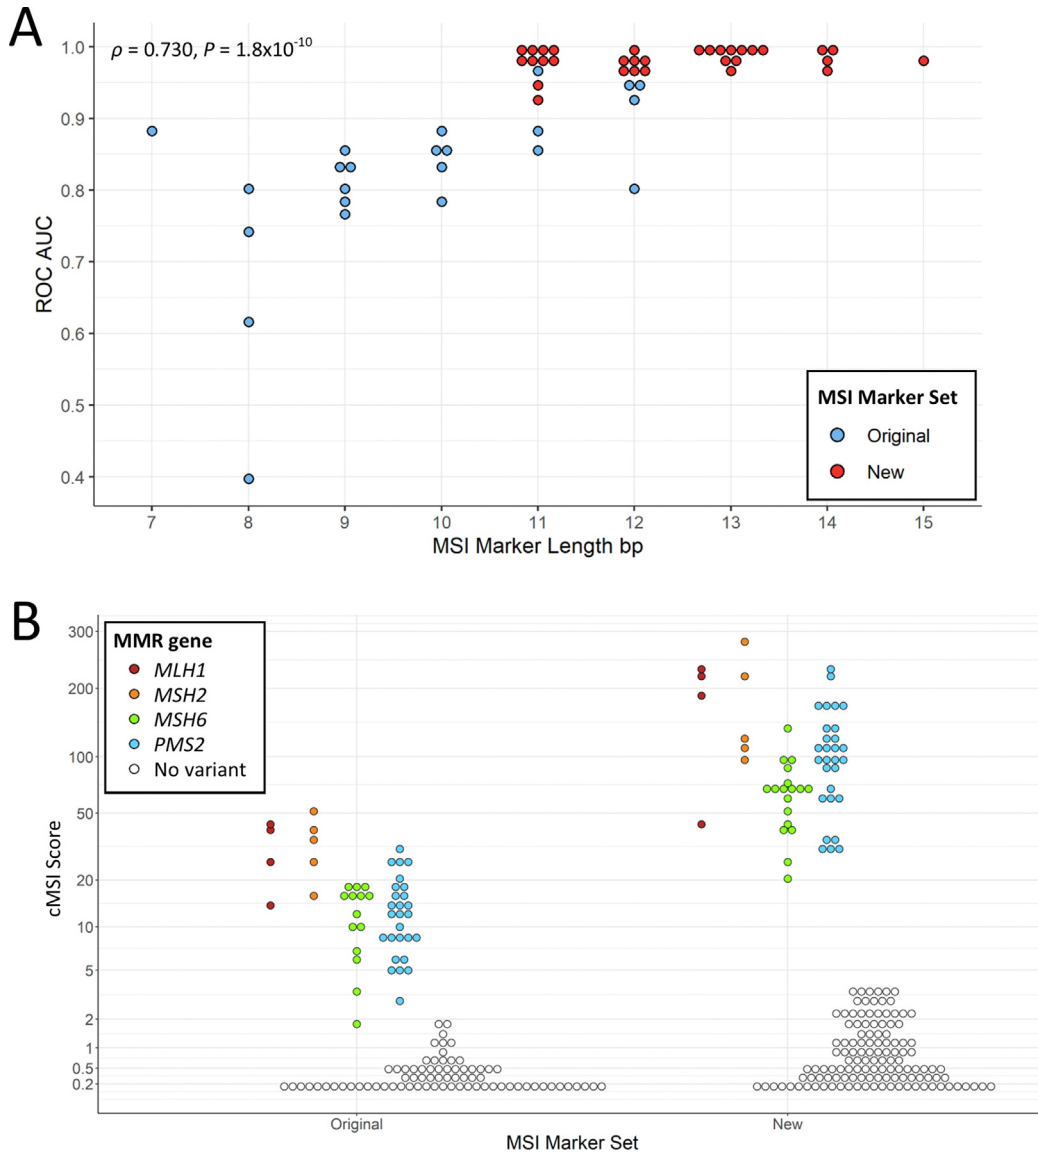 A
ρ = 0.730, P = 1.8x10⁻¹⁰
1.0
0.9
0.8
0.7
0.6
0.5
0.4
ROC AUC
MSI Marker Set
Original
New
7 8 9 10 11 12 13 14 15
MSI Marker Length bp
B
MMR gene
MLH1
MSH2
MSH6
PMS2
No variant
300
200
100
50
20
10
5
2
1
0.5
0.2
cMSI Score
Original New
MSI Marker Set